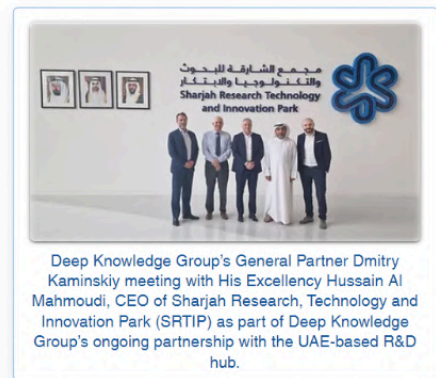 مجمع الشارقة للبحوث
والتكنولوجيا والابتكار
Sharjah Research Technology
and Innovation Park
Deep Knowledge Group's General Partner Dmitry
Kaminskiy meeting with His Excellency Hussain Al
Mahmoudi, CEO of Sharjah Research, Technology and
Innovation Park (SRTIP) as part of Deep Knowledge
Group's ongoing partnership with the UAE-based R&D
hub.